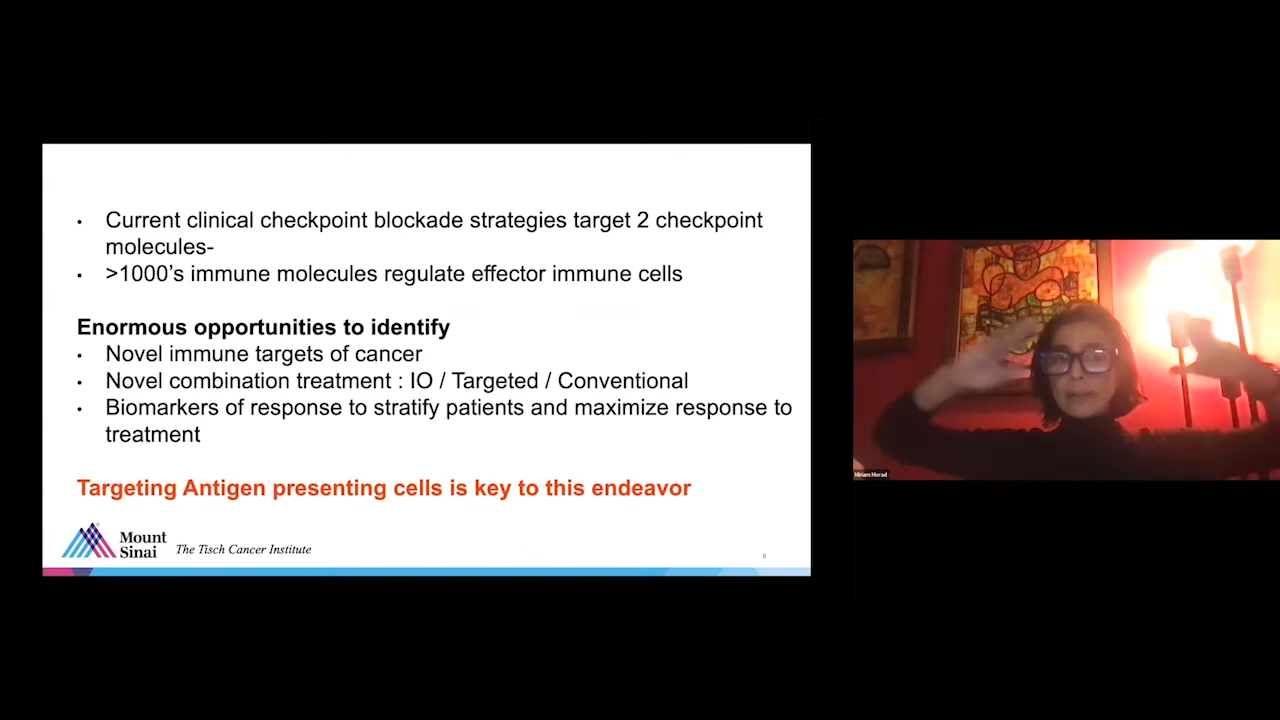 • Current clinical checkpoint blockade strategies target 2 checkpoint
molecules-
• >1000’s immune molecules regulate effector immune cells
Enormous opportunities to identify
• Novel immune targets of cancer
• Novel combination treatment : IO / Targeted / Conventional
• Biomarkers of response to stratify patients and maximize response to
treatment
Targeting Antigen presenting cells is key to this endeavor
Mount
Sinai
The Tisch Cancer Institute
6
Miriam Merad